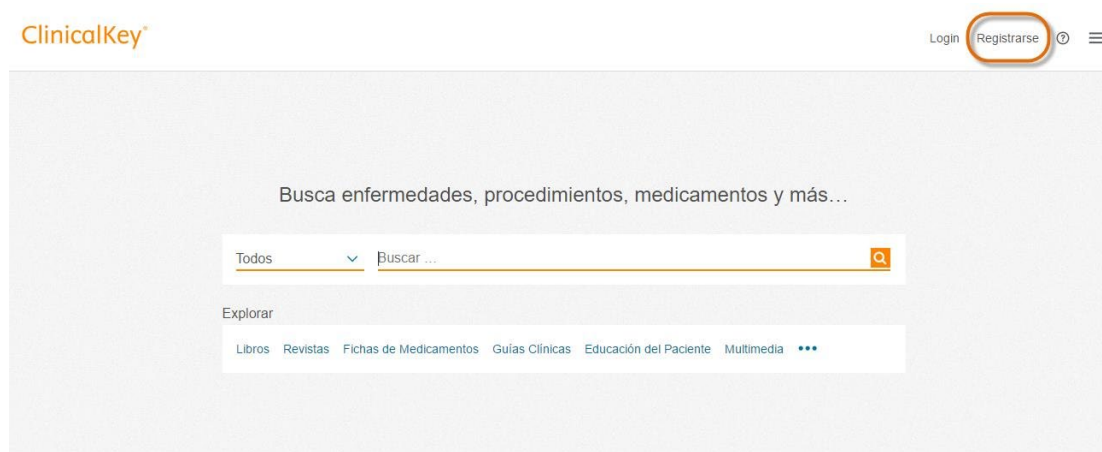 ClinicalKey®
Login Registrarse ?
Busca enfermedades, procedimientos, medicamentos y más…
Todos Buscar ...
Explorar
Libros Revistas Fichas de Medicamentos Guías Clínicas Educación del Paciente Multimedia •••